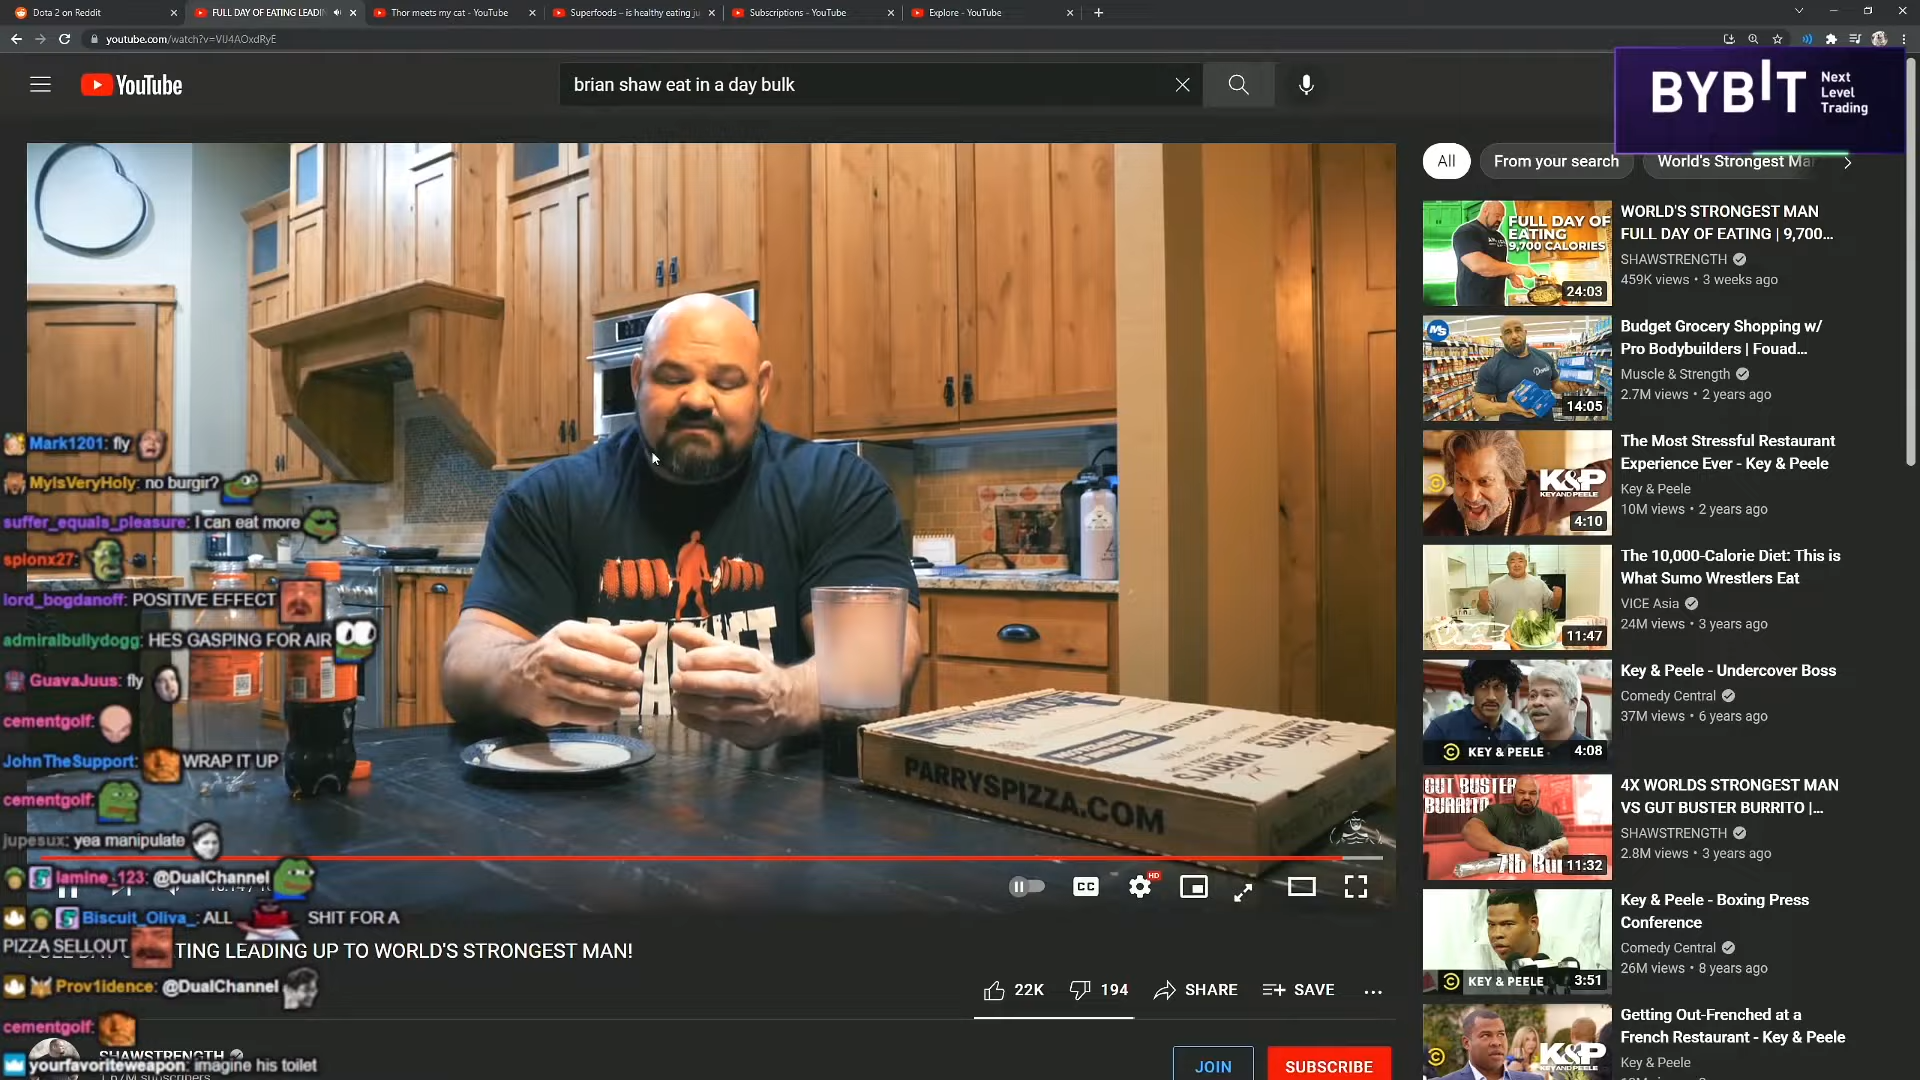 Dota 2 on Reddit
FULL DAY OF EATING LEADIN
Thor meets my cat - YouTube
Superfoods – is healthy eating ju
Subscriptions - YouTube
Explore - YouTube
youtube.com/watch?v=VlJ4AOxdRyE
YouTube
brian shaw eat in a day bulk
BYBIT
Next
Level
Trading
All
From your search
World's Strongest Mar
FULL DAY OF
EATING
9,700 CALORIES
24:03
WORLD'S STRONGEST MAN
FULL DAY OF EATING | 9,700...
SHAWSTRENGTH
459K views • 3 weeks ago
MS
14:05
Budget Grocery Shopping w/
Pro Bodybuilders | Fouad...
Muscle & Strength
2.7M views • 2 years ago
K&P
KEY AND PEELE
4:10
The Most Stressful Restaurant
Experience Ever - Key & Peele
Key & Peele
10M views • 2 years ago
11:47
The 10,000-Calorie Diet: This is
What Sumo Wrestlers Eat
VICE Asia
24M views • 3 years ago
KEY & PEELE
4:08
Key & Peele - Undercover Boss
Comedy Central
37M views • 6 years ago
GUT BUSTER
BURRITO
11:32
4X WORLDS STRONGEST MAN
VS GUT BUSTER BURRITO |...
SHAWSTRENGTH
2.8M views • 3 years ago
KEY & PEELE
3:51
Key & Peele - Boxing Press
Conference
Comedy Central
26M views • 8 years ago
K&P
Getting Out-Frenched at a
French Restaurant - Key & Peele
Key & Peele
PARRYSPIZZA.COM
Mark1201: fly
MyIsVeryHoly: no burgir?
suffer_equals_pleasure: I can eat more
spionx27:
lord_bogdanoff: POSITIVE EFFECT
admiralbullydogg: HES GASPING FOR AIR
GuavaJuus: fly
cementgolf:
JohnTheSupport: WRAP IT UP
cementgolf:
jupesux: yea manipulate
lamine_123: @DualChannel
Biscuit_Oliva_: ALL SHIT FOR A
PIZZA SELLOUT
Prov1idence: @DualChannel
cementgolf:
yourfavoriteweapon: imagine his toilet
CC
HD
TING LEADING UP TO WORLD'S STRONGEST MAN!
22K
194
SHARE
SAVE
SHAWSTRENGTH
JOIN
SUBSCRIBE